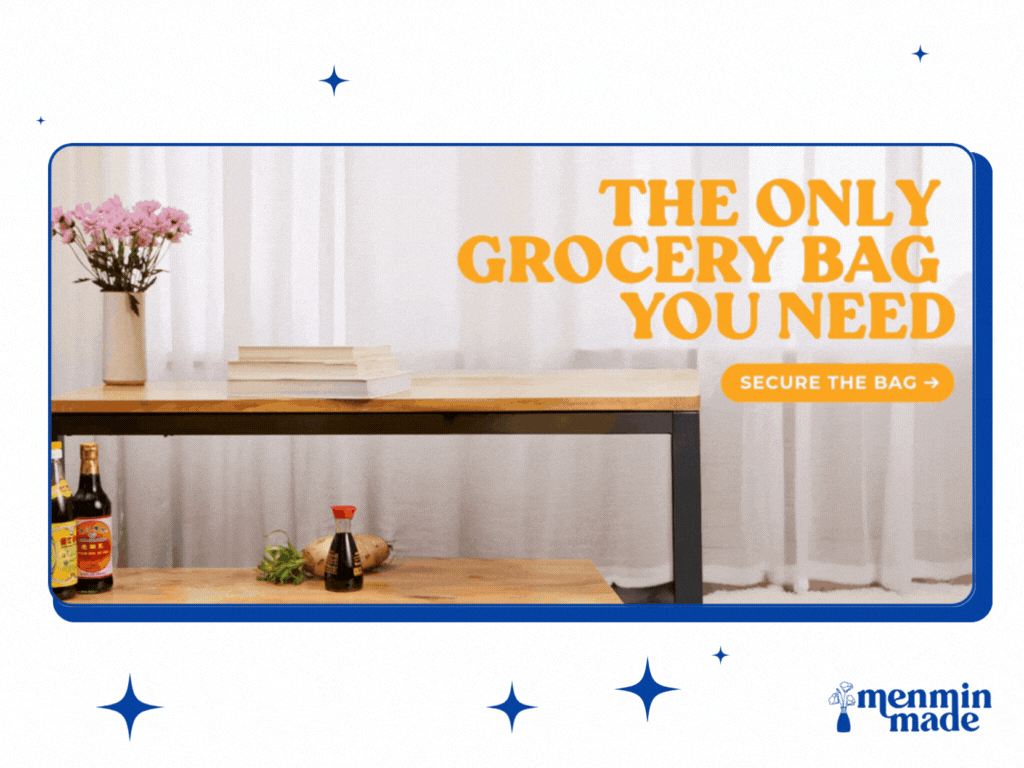 THE ONLY
GROCERY BAG
YOU NEED
SECURE THE BAG →
menmin
made